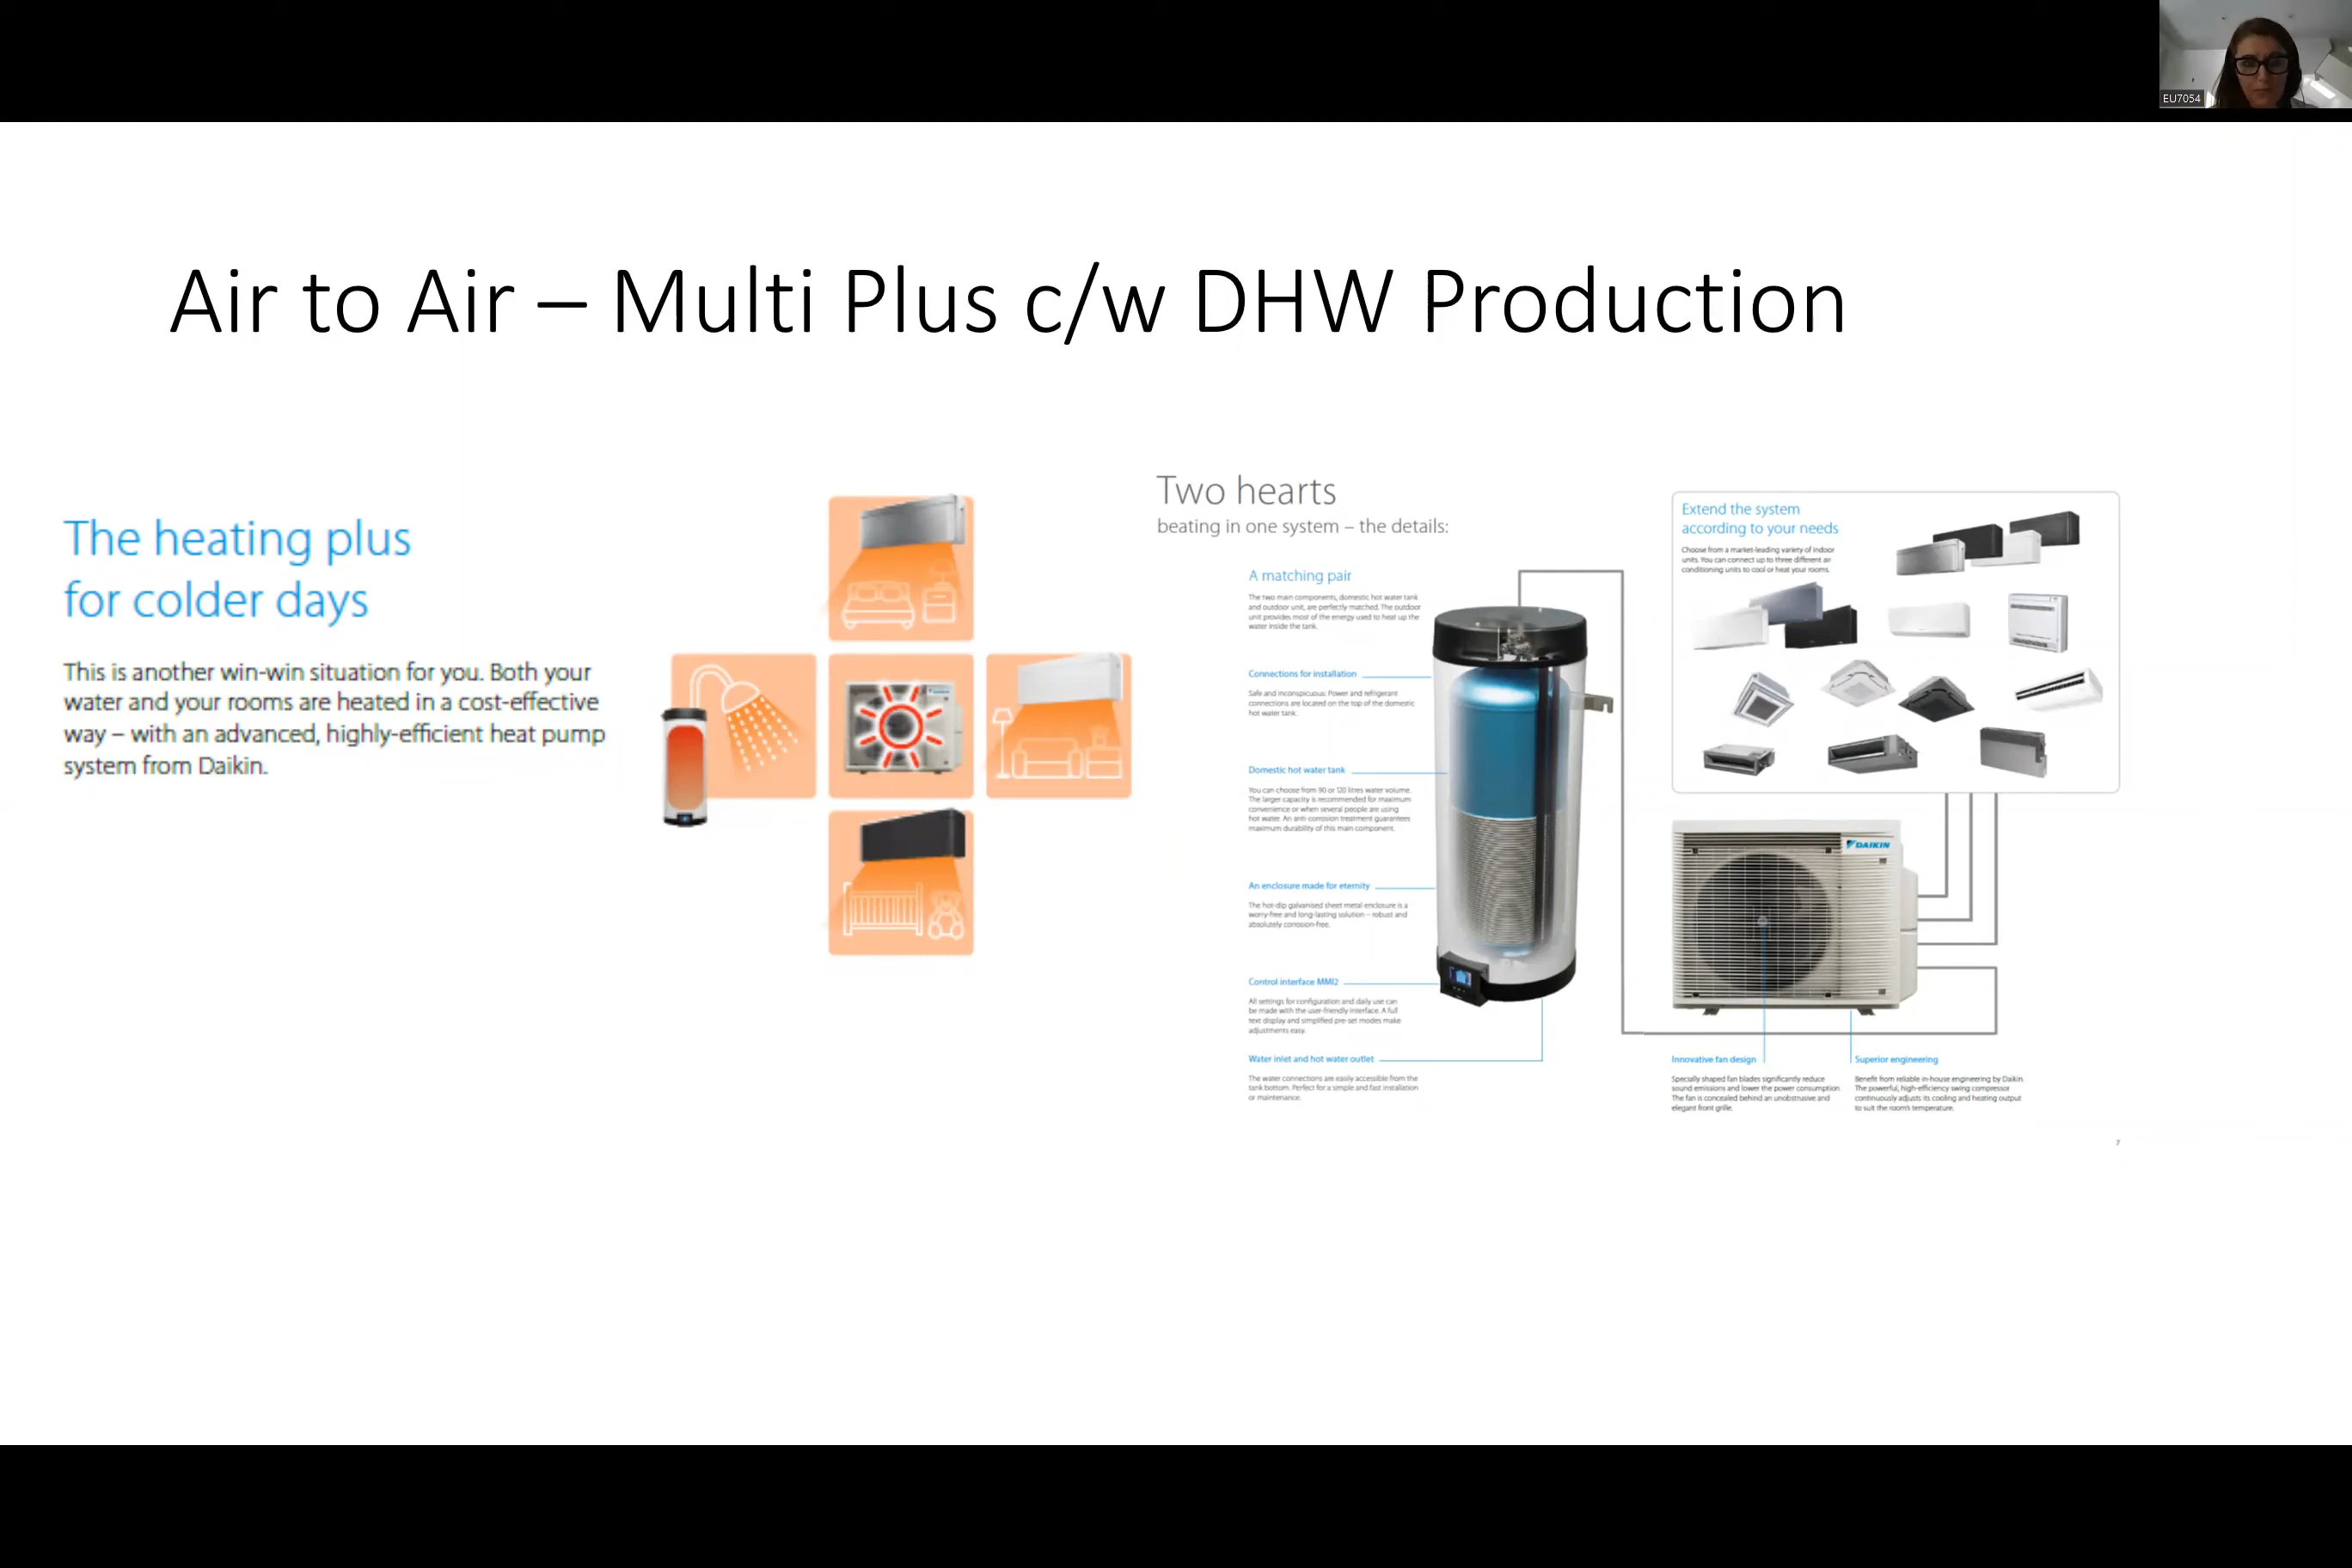 EU7054
Air to Air – Multi Plus c/w DHW Production
The heating plus
for colder days
This is another win-win situation for you. Both your
water and your rooms are heated in a cost-effective
way – with an advanced, highly-efficient heat pump
system from Daikin.
Two hearts
beating in one system – the details:
A matching pair
The two main components, domestic hot water tank
and outdoor unit, are perfectly matched. The outdoor
unit provides most of the energy used to heat up the
water inside the tank.
Connections for installation
Safe and inconspicuous: Power and refrigerant
connections are located on the top of the domestic
hot water tank.
Domestic hot water tank
You can choose from 90 or 120 litres water volume.
The larger capacity is recommended for maximum
convenience or when several people are using
hot water. An anti-corrosion treatment guarantees
maximum durability of this main component.
An enclosure made for eternity
The hot-dip galvanised sheet metal enclosure is a
worry-free and long-lasting solution – robust and
absolutely corrosion-free.
Control interface MMI2
All settings for configuration and daily use can
be made with the user-friendly interface. A full
text display and simplified pre-set modes make
adjustments easy.
Water inlet and hot water outlet
The water connections are easily accessible from the
tank bottom. Perfect for a simple and fast installation
or maintenance.
Extend the system
according to your needs
Choose from a market-leading variety of indoor
units. You can connect up to three different air
conditioning units to cool or heat your rooms.
DAIKIN
Innovative fan design
Specially shaped fan blades significantly reduce
sound emissions and lower the power consumption.
The fan is concealed behind an unobstrusive and
elegant front grille.
Superior engineering
Benefit from reliable in-house engineering by Daikin.
The powerful, high-efficiency swing compressor
continuously adjusts its cooling and heating output
to suit the room's temperature.
7